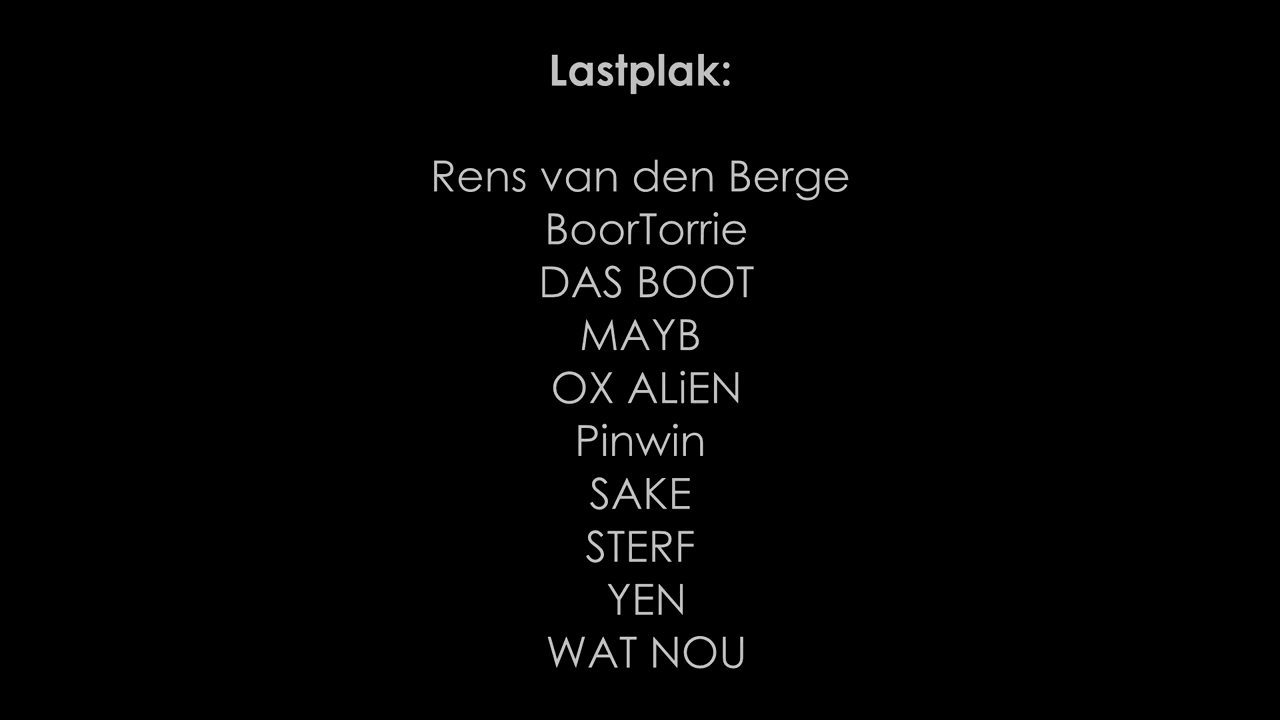 Lastplak:
Rens van den Berge
BoorTorrie
DAS BOOT
MAYB
OX ALiEN
Pinwin
SAKE
STERF
YEN
WAT NOU